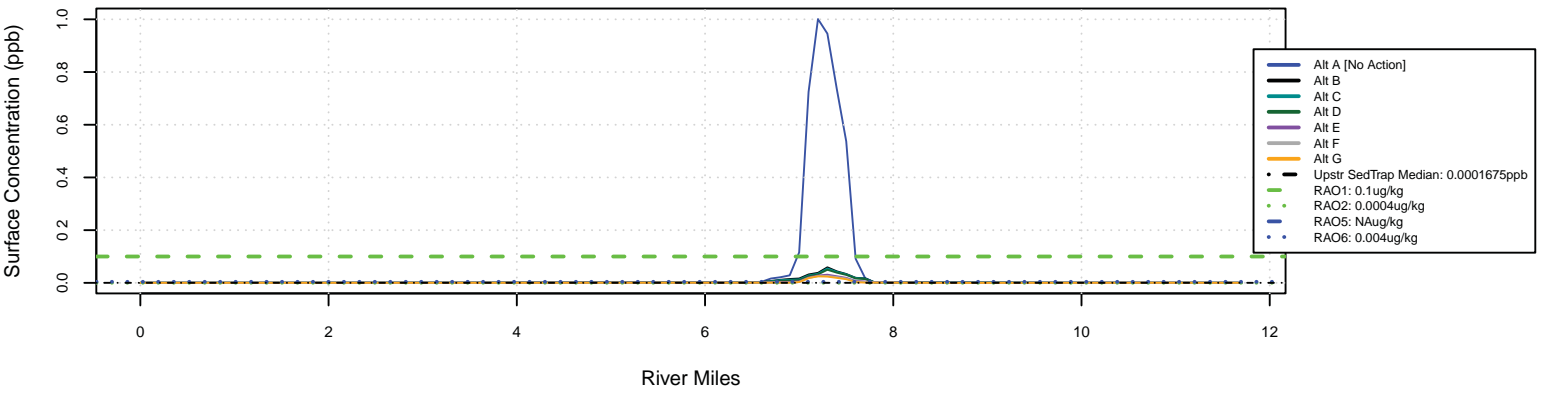 Surface Concentration (ppb)
1.0
0.8
0.6
0.4
0.2
0.0
0 2 4 6 8 10 12
River Miles
Alt A [No Action]
Alt B
Alt C
Alt D
Alt E
Alt F
Alt G
Upstr SedTrap Median: 0.0001675ppb
RAO1: 0.1ug/kg
RAO2: 0.0004ug/kg
RAO5: NAug/kg
RAO6: 0.004ug/kg